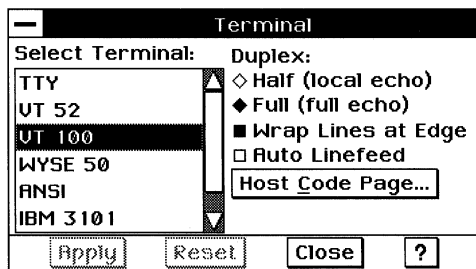 Terminal
Select Terminal:
TTY
VT 52
VT 100
WYSE 50
ANSI
IBM 3101
Duplex:
Half (local echo)
Full (full echo)
Wrap Lines at Edge
Auto Linefeed
Host Code Page...
Apply
Reset
Close
?